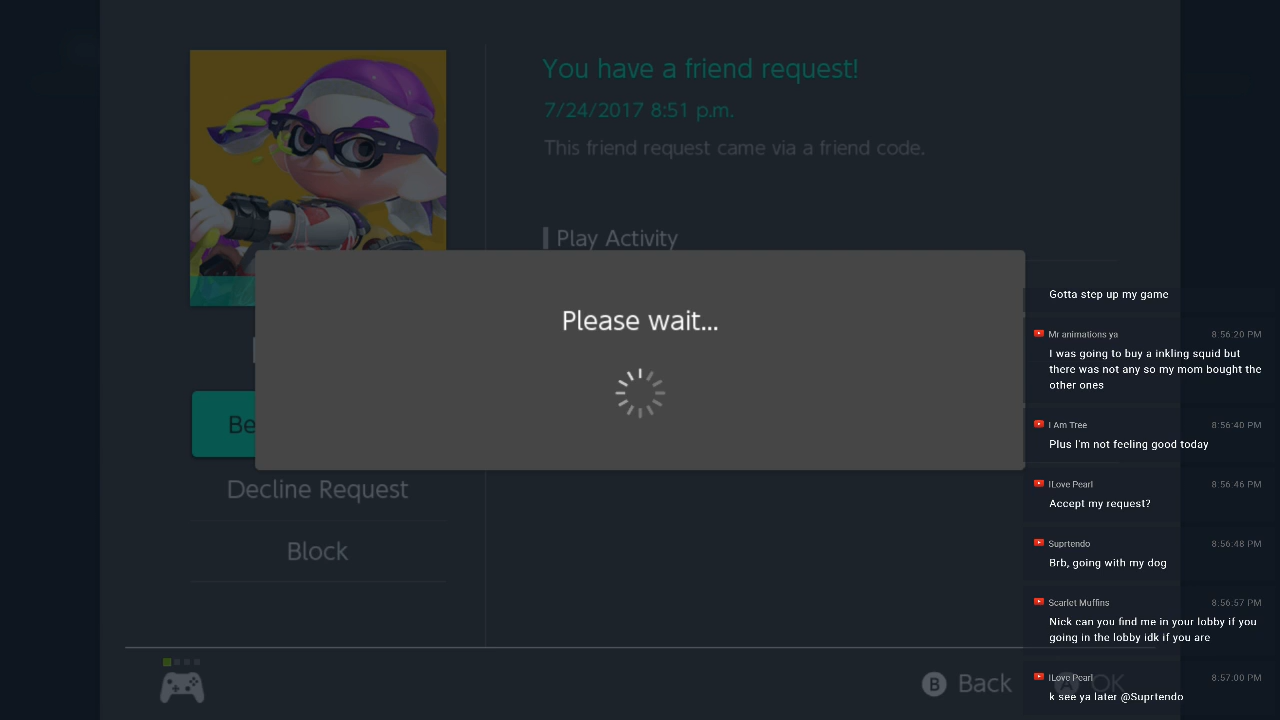 You have a friend request!
7/24/2017 8:51 p.m.
This friend request came via a friend code.
Play Activity
Please wait...
Be
Decline Request
Block
B Back
OK
Gotta step up my game
Mr animations ya 8:56:20 PM
I was going to buy a inkling squid but
there was not any so my mom bought the
other ones
I Am Tree 8:56:40 PM
Plus I'm not feeling good today
ILove Pearl 8:56:46 PM
Accept my request?
Suprtendo 8:56:48 PM
Brb, going with my dog
Scarlet Muffins 8:56:57 PM
Nick can you find me in your lobby if you
going in the lobby idk if you are
ILove Pearl 8:57:00 PM
k see ya later @Suprtendo